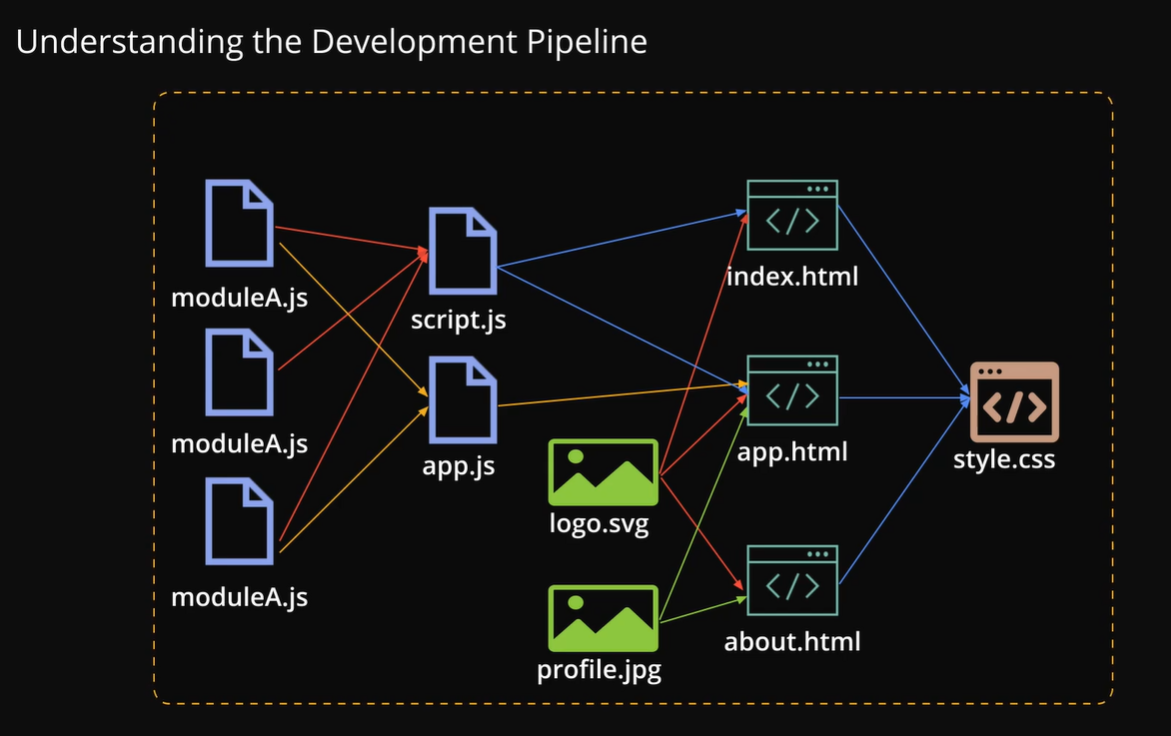 Understanding the Development Pipeline
moduleA.js
script.js
index.html
moduleA.js
app.js
app.html
style.css
logo.svg
moduleA.js
about.html
profile.jpg